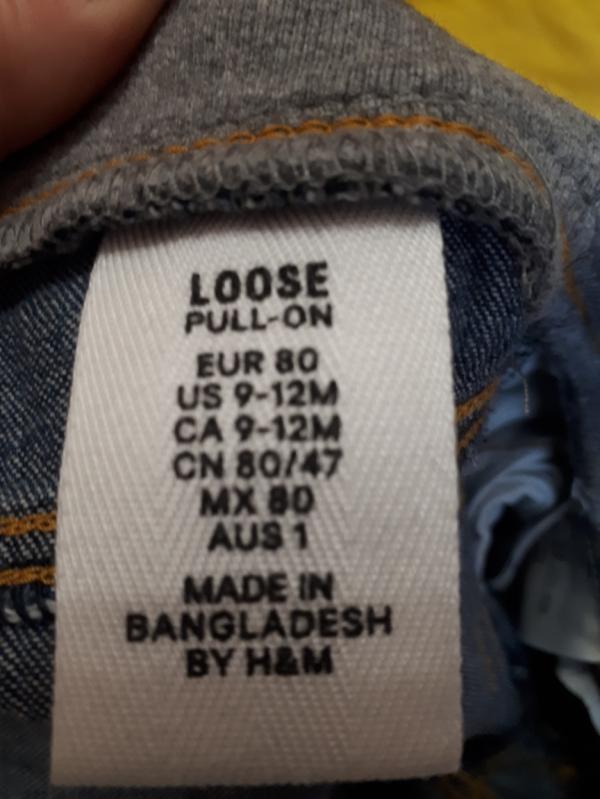 LOOSE
PULL-ON
EUR 80
US 9-12M
CA 9-12M
CN 80/47
MX 80
AUS 1
MADE IN
BANGLADESH
BY H&M